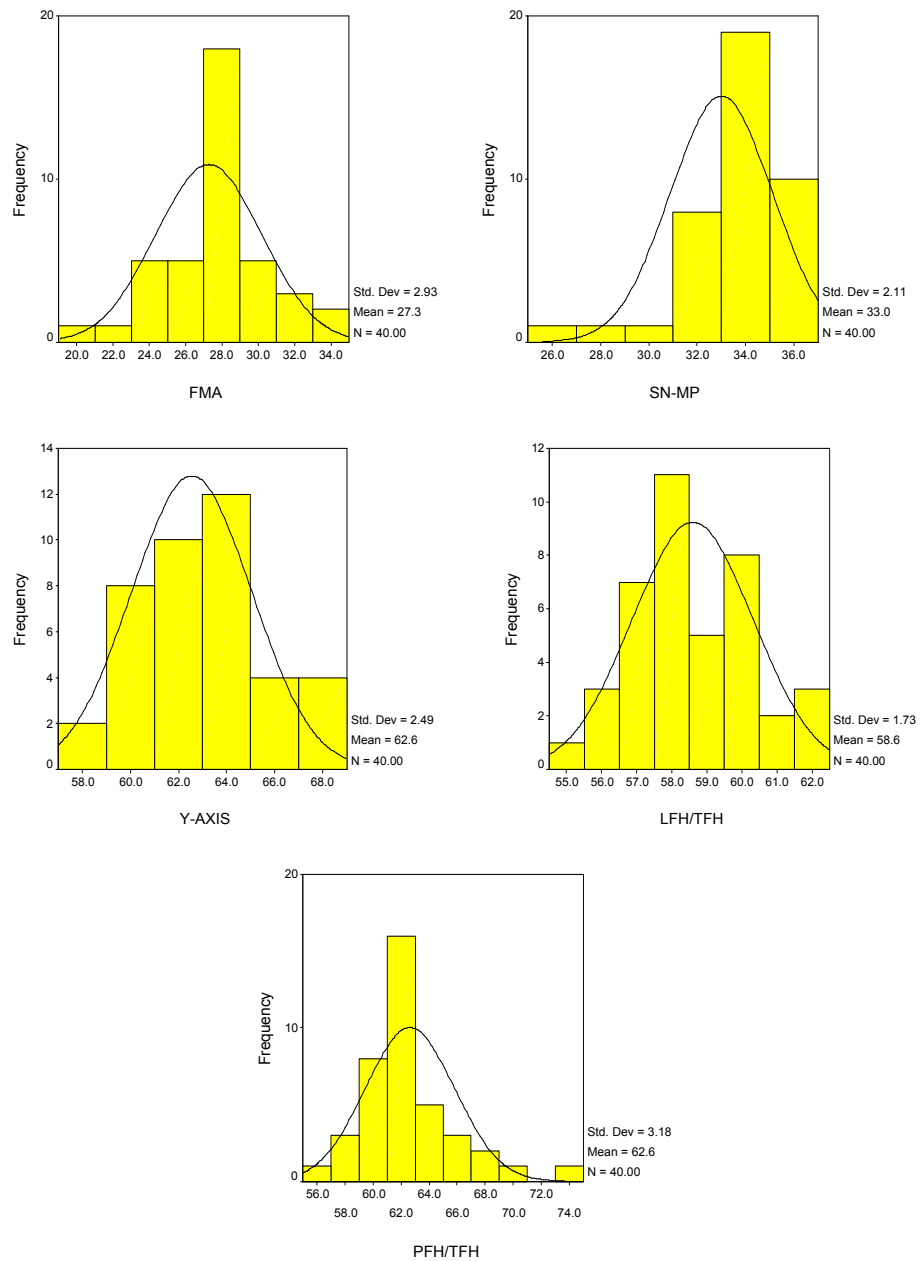 20
10
0
Frequency
20.0 22.0 24.0 26.0 28.0 30.0 32.0 34.0
FMA
Std. Dev = 2.93
Mean = 27.3
N = 40.00
20
10
0
Frequency
26.0 28.0 30.0 32.0 34.0 36.0
SN-MP
Std. Dev = 2.11
Mean = 33.0
N = 40.00
14
12
10
8
6
4
2
0
Frequency
58.0 60.0 62.0 64.0 66.0 68.0
Y-AXIS
Std. Dev = 2.49
Mean = 62.6
N = 40.00
12
10
8
6
4
2
0
Frequency
55.0 56.0 57.0 58.0 59.0 60.0 61.0 62.0
LFH/TFH
Std. Dev = 1.73
Mean = 58.6
N = 40.00
20
10
0
Frequency
56.0 60.0 64.0 68.0 72.0
58.0 62.0 66.0 70.0 74.0
PFH/TFH
Std. Dev = 3.18
Mean = 62.6
N = 40.00